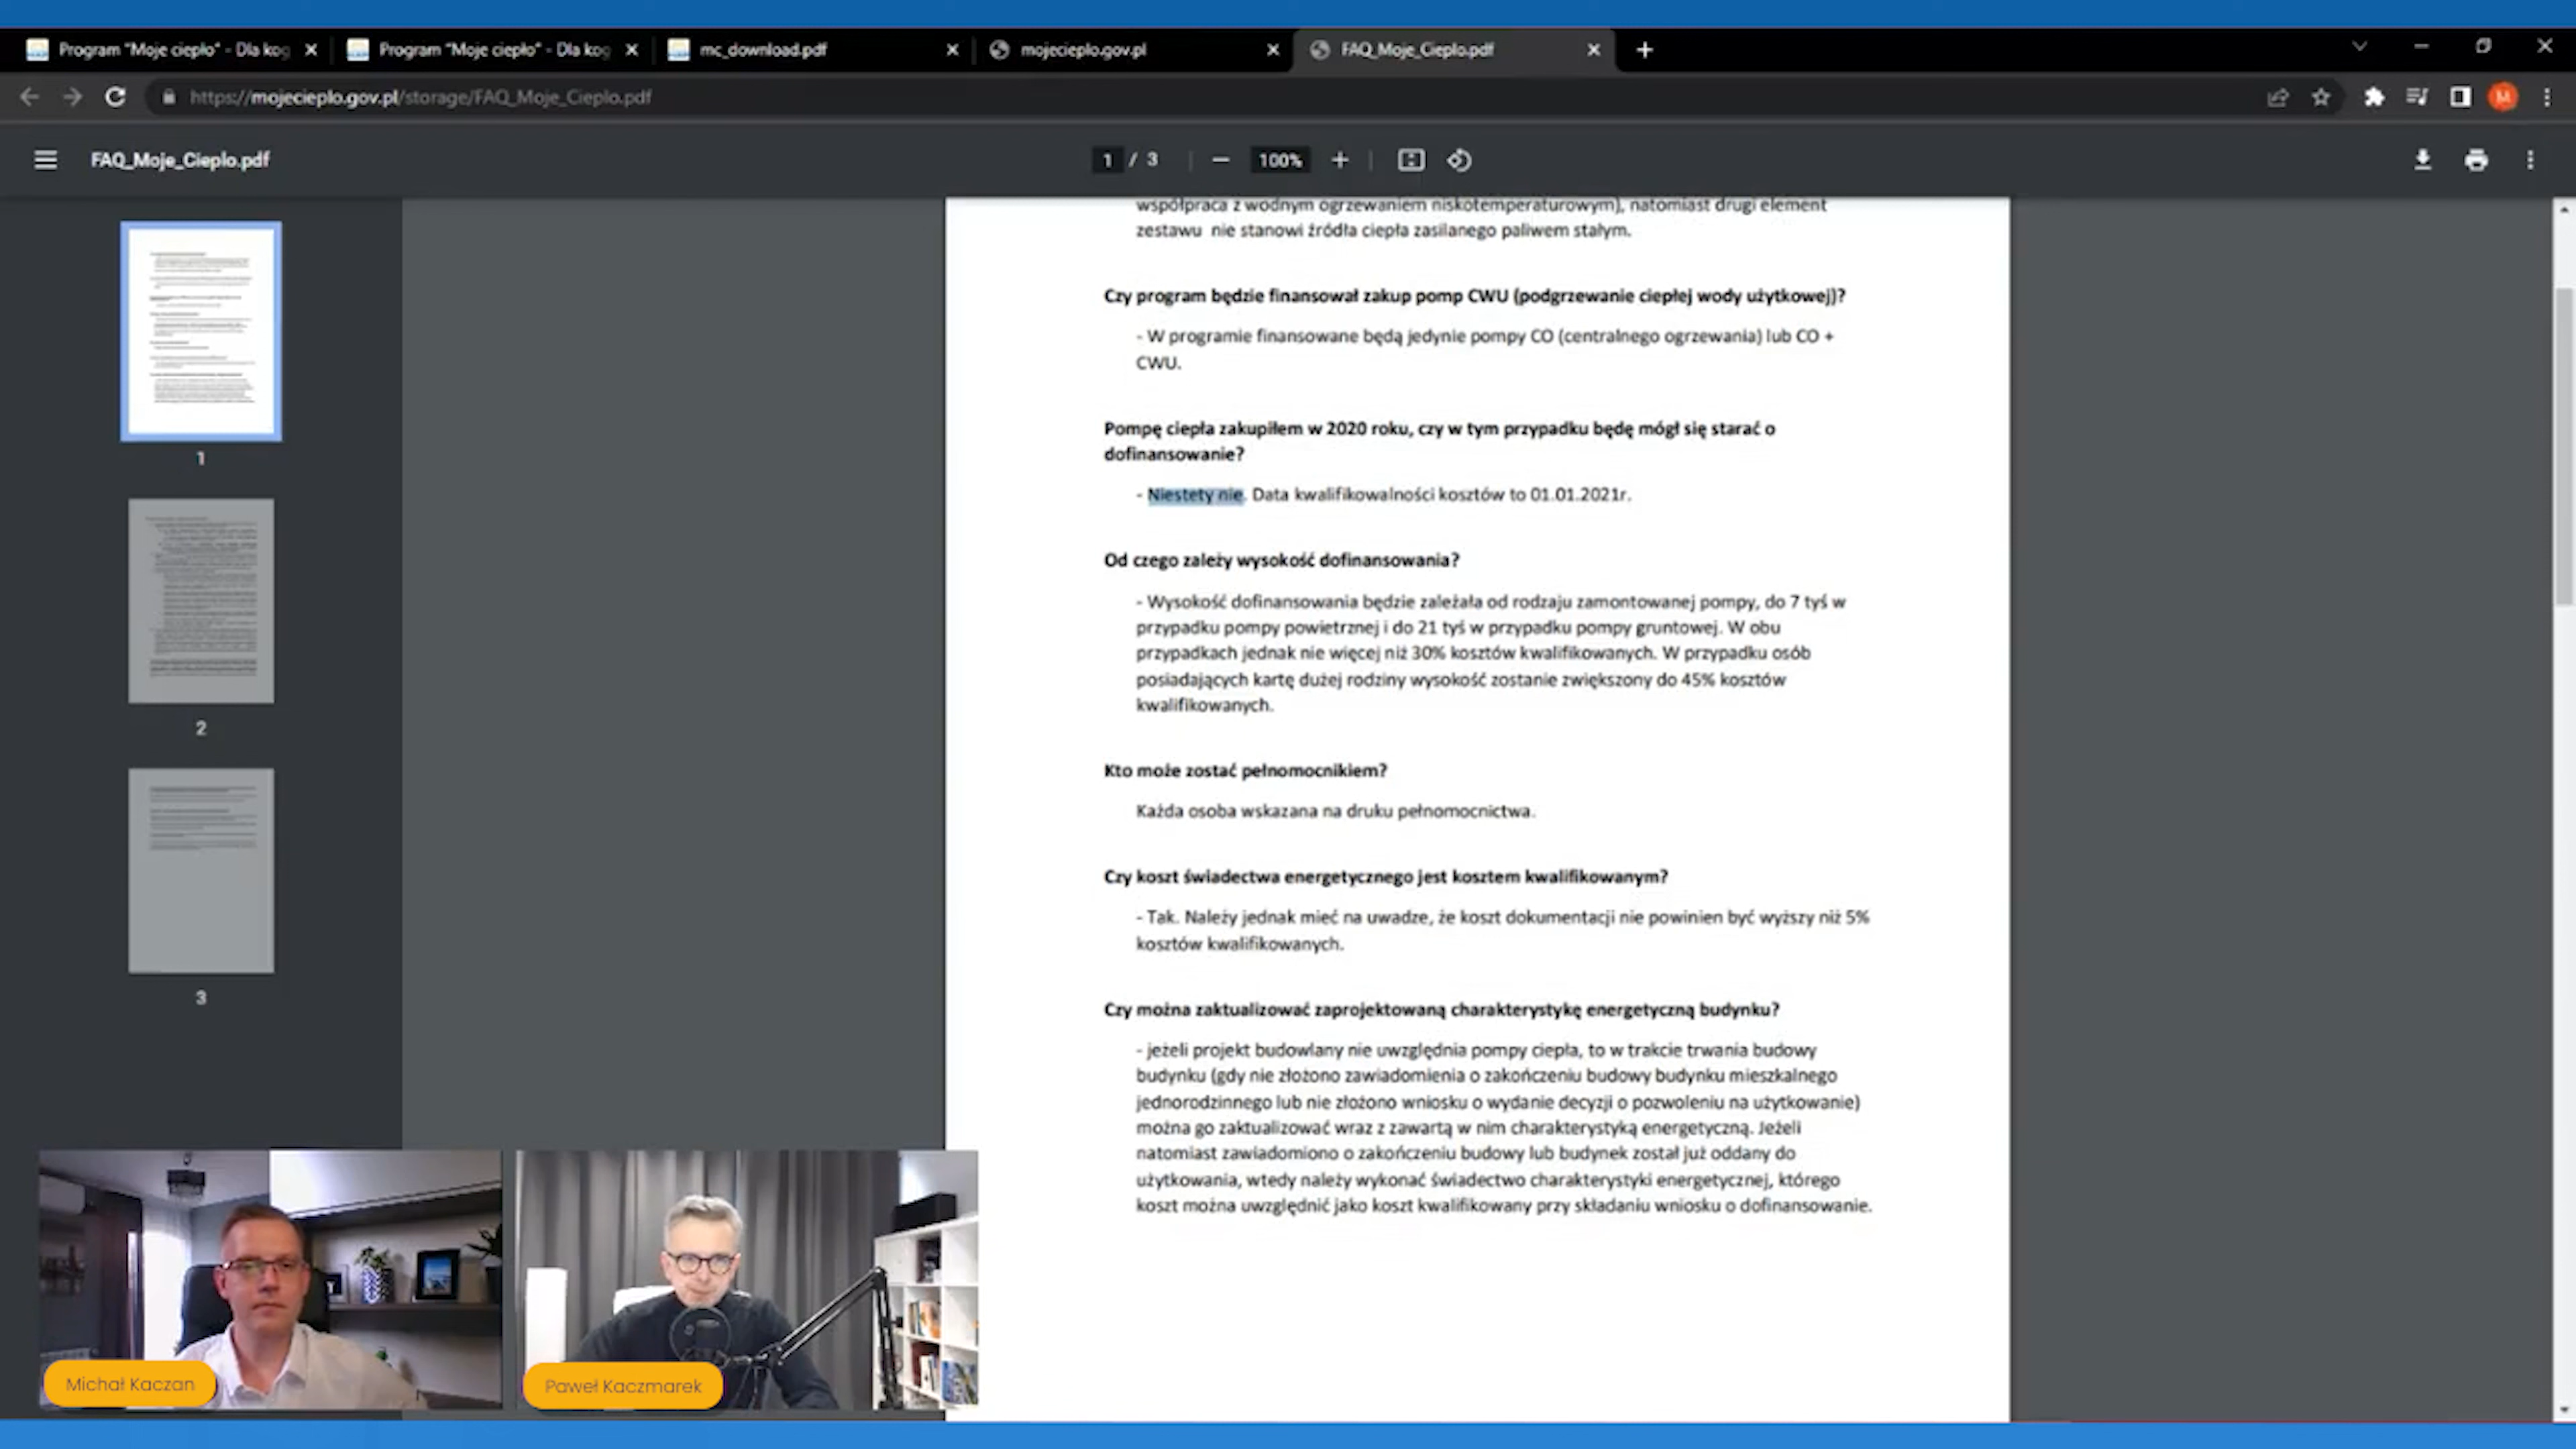 Program "Moje ciepło" - Dla kog
Program "Moje ciepło" - Dla kog
mc_download.pdf
mojecieplo.gov.pl
FAQ_Moje_Cieplo.pdf
https://mojecieplo.gov.pl/storage/FAQ_Moje_Cieplo.pdf
M
FAQ_Moje_Cieplo.pdf
1 / 3
100%
współpraca z wodnym ogrzewaniem niskotemperaturowym), natomiast drugi element
zestawu nie stanowi źródła ciepła zasilanego paliwem stałym.
Czy program będzie finansował zakup pomp CWU (podgrzewanie ciepłej wody użytkowej)?
- W programie finansowane będą jedynie pompy CO (centralnego ogrzewania) lub CO +
CWU.
Pompę ciepła zakupiłem w 2020 roku, czy w tym przypadku będę mógł się starać o
dofinansowanie?
- Niestety nie. Data kwalifikowalności kosztów to 01.01.2021r.
Od czego zależy wysokość dofinansowania?
- Wysokość dofinansowania będzie zależała od rodzaju zamontowanej pompy, do 7 tyś w
przypadku pompy powietrznej i do 21 tyś w przypadku pompy gruntowej. W obu
przypadkach jednak nie więcej niż 30% kosztów kwalifikowanych. W przypadku osób
posiadających kartę dużej rodziny wysokość zostanie zwiększony do 45% kosztów
kwalifikowanych.
Kto może zostać pełnomocnikiem?
Każda osoba wskazana na druku pełnomocnictwa.
Czy koszt świadectwa energetycznego jest kosztem kwalifikowanym?
- Tak. Należy jednak mieć na uwadze, że koszt dokumentacji nie powinien być wyższy niż 5%
kosztów kwalifikowanych.
Czy można zaktualizować zaprojektowaną charakterystykę energetyczną budynku?
- jeżeli projekt budowlany nie uwzględnia pompy ciepła, to w trakcie trwania budowy
budynku (gdy nie złożono zawiadomienia o zakończeniu budowy budynku mieszkalnego
jednorodzinnego lub nie złożono wniosku o wydanie decyzji o pozwoleniu na użytkowanie)
można go zaktualizować wraz z zawartą w nim charakterystyką energetyczną. Jeżeli
natomiast zawiadomiono o zakończeniu budowy lub budynek został już oddany do
użytkowania, wtedy należy wykonać świadectwo charakterystyki energetycznej, którego
koszt można uwzględnić jako koszt kwalifikowany przy składaniu wniosku o dofinansowanie.
1
2
3
Michał Kaczan
Paweł Kaczmarek